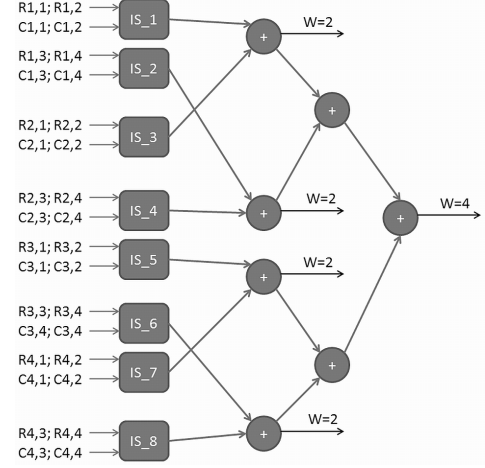 R1,1; R1,2
C1,1; C1,2
IS_1
+
W=2
R1,3; R1,4
C1,3; C1,4
IS_2
+
R2,1; R2,2
C2,1; C2,2
IS_3
R2,3; R2,4
C2,3; C2,4
IS_4
+
W=2
+
W=4
R3,1; R3,2
C3,1; C3,2
IS_5
+
W=2
R3,3; R3,4
C3,4; C3,4
IS_6
R4,1; R4,2
C4,1; C4,2
IS_7
+
R4,3; R4,4
C4,3; C4,4
IS_8
+
W=2